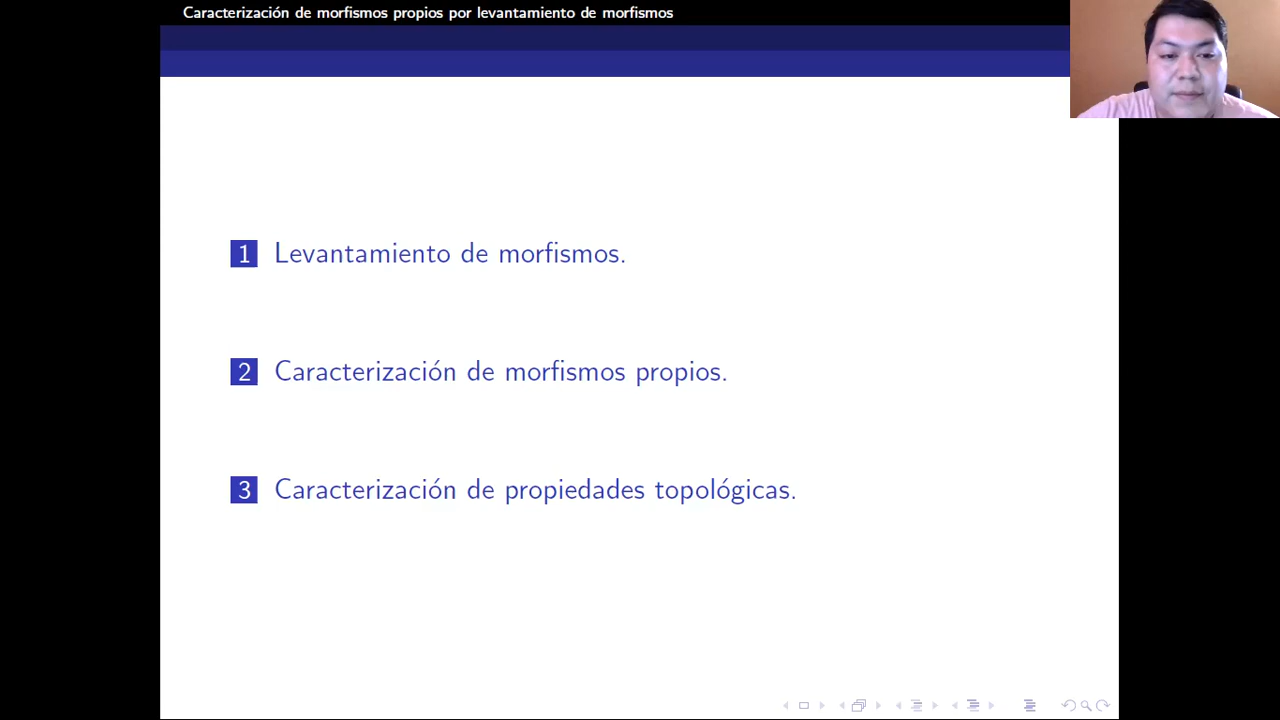 Caracterización de morfismos propios por levantamiento de morfismos
1 Levantamiento de morfismos.
2 Caracterización de morfismos propios.
3 Caracterización de propiedades topológicas.